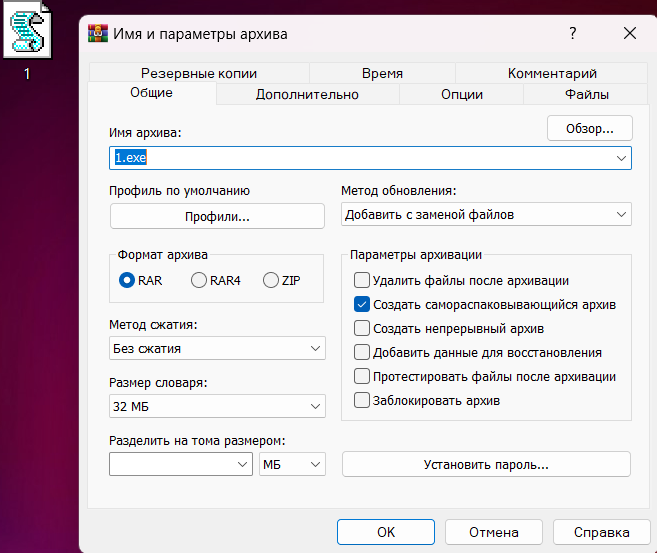 1
Имя и параметры архива
Резервные копии
Время
Комментарий
Общие
Дополнительно
Опции
Файлы
Имя архива:
Обзор...
1.exe
Профиль по умолчанию
Метод обновления:
Профили...
Добавить с заменой файлов
Формат архива
Параметры архивации
RAR
RAR4
ZIP
Удалить файлы после архивации
Создать самораспаковывающийся архив
Создать непрерывный архив
Добавить данные для восстановления
Протестировать файлы после архивации
Заблокировать архив
Метод сжатия:
Без сжатия
Размер словаря:
32 МБ
Разделить на тома размером:
МБ
Установить пароль...
ОК
Отмена
Справка